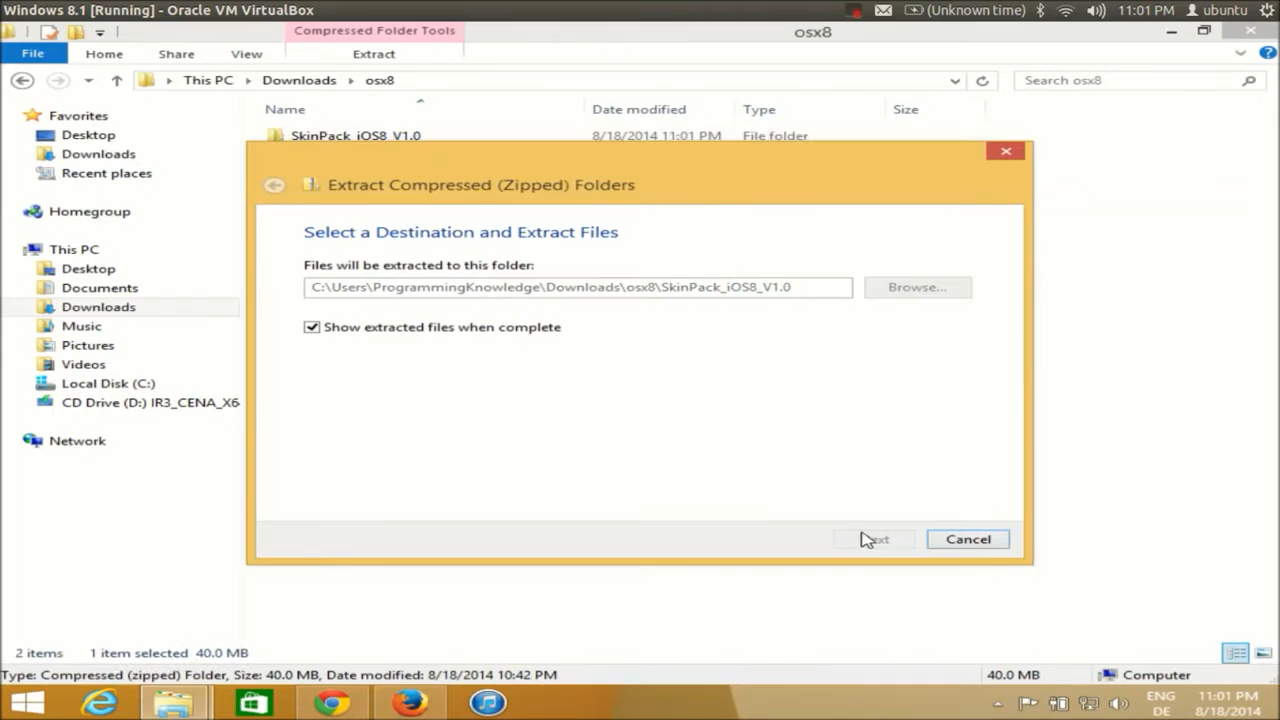 Windows 8.1 [Running] - Oracle VM VirtualBox
(Unknown time) 11:01 PM ubuntu
Compressed Folder Tools
osx8
File Home Share View Extract
This PC Downloads osx8
Search osx8
Name Date modified Type Size
SkinPack_iOS8_V1.0 8/18/2014 11:01 PM File folder
Favorites
Desktop
Downloads
Recent places
Homegroup
This PC
Desktop
Documents
Downloads
Music
Pictures
Videos
Local Disk (C:)
CD Drive (D:) IR3_CENA_X6
Network
Extract Compressed (Zipped) Folders
Select a Destination and Extract Files
Files will be extracted to this folder:
C:\Users\ProgrammingKnowledge\Downloads\osx8\SkinPack_iOS8_V1.0
Browse...
Show extracted files when complete
Cancel
2 items 1 item selected 40.0 MB
Type: Compressed (zipped) Folder, Size: 40.0 MB, Date modified: 8/18/2014 10:42 PM 40.0 MB Computer
ENG 11:01 PM
DE 8/18/2014